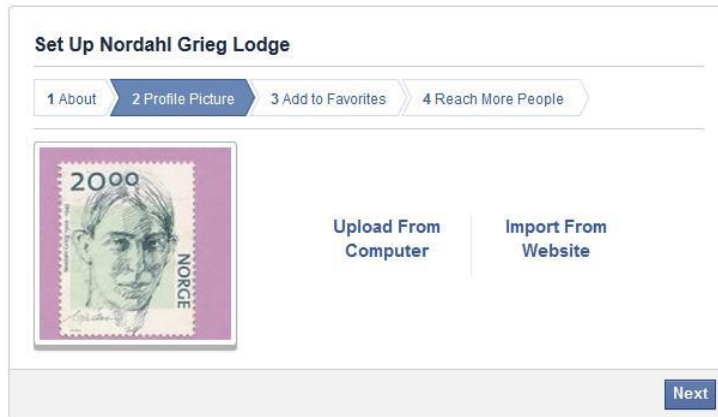 Set Up Nordahl Grieg Lodge
1 About 2 Profile Picture 3 Add to Favorites 4 Reach More People
2000
NORGE
Upload From
Computer
Import From
Website
Next